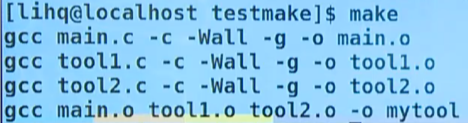 [lihq@localhost testmake]$ make
gcc main.c -c -Wall -g -o main.o
gcc tool1.c -c -Wall -g -o tool1.o
gcc tool2.c -c -Wall -g -o tool2.o
gcc main.o tool1.o tool2.o -o mytool